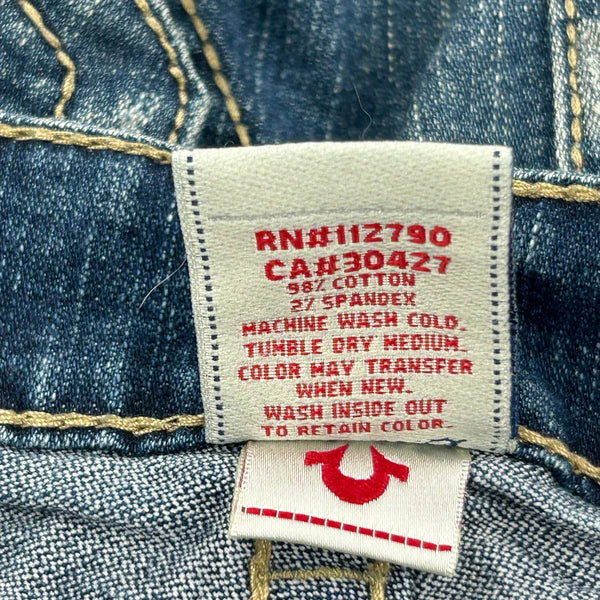 RN#112790
CA#30427
98% COTTON
2% SPANDEX
MACHINE WASH COLD.
TUMBLE DRY MEDIUM.
COLOR MAY TRANSFER
WHEN NEW.
WASH INSIDE OUT
TO RETAIN COLOR.